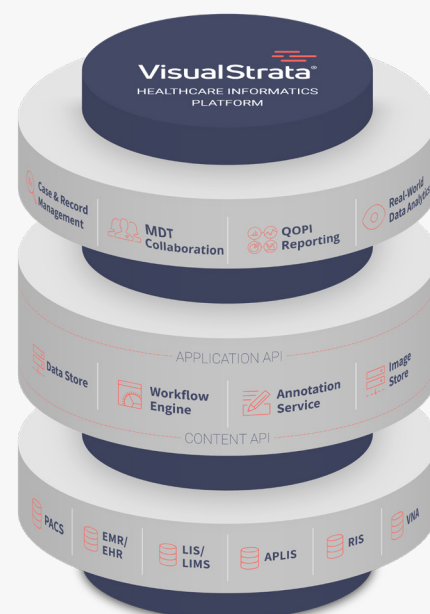 VisualStrata®
HEALTHCARE INFORMATICS
PLATFORM
Case & Record
Management
MDT
Collaboration
QOPI
Reporting
Real-World
Data Analytics
APPLICATION API
Data Store
Workflow
Engine
Annotation
Service
Image
Store
CONTENT API
PACS
EMR/
EHR
LIS/
LIMS
APLIS
RIS
VNA